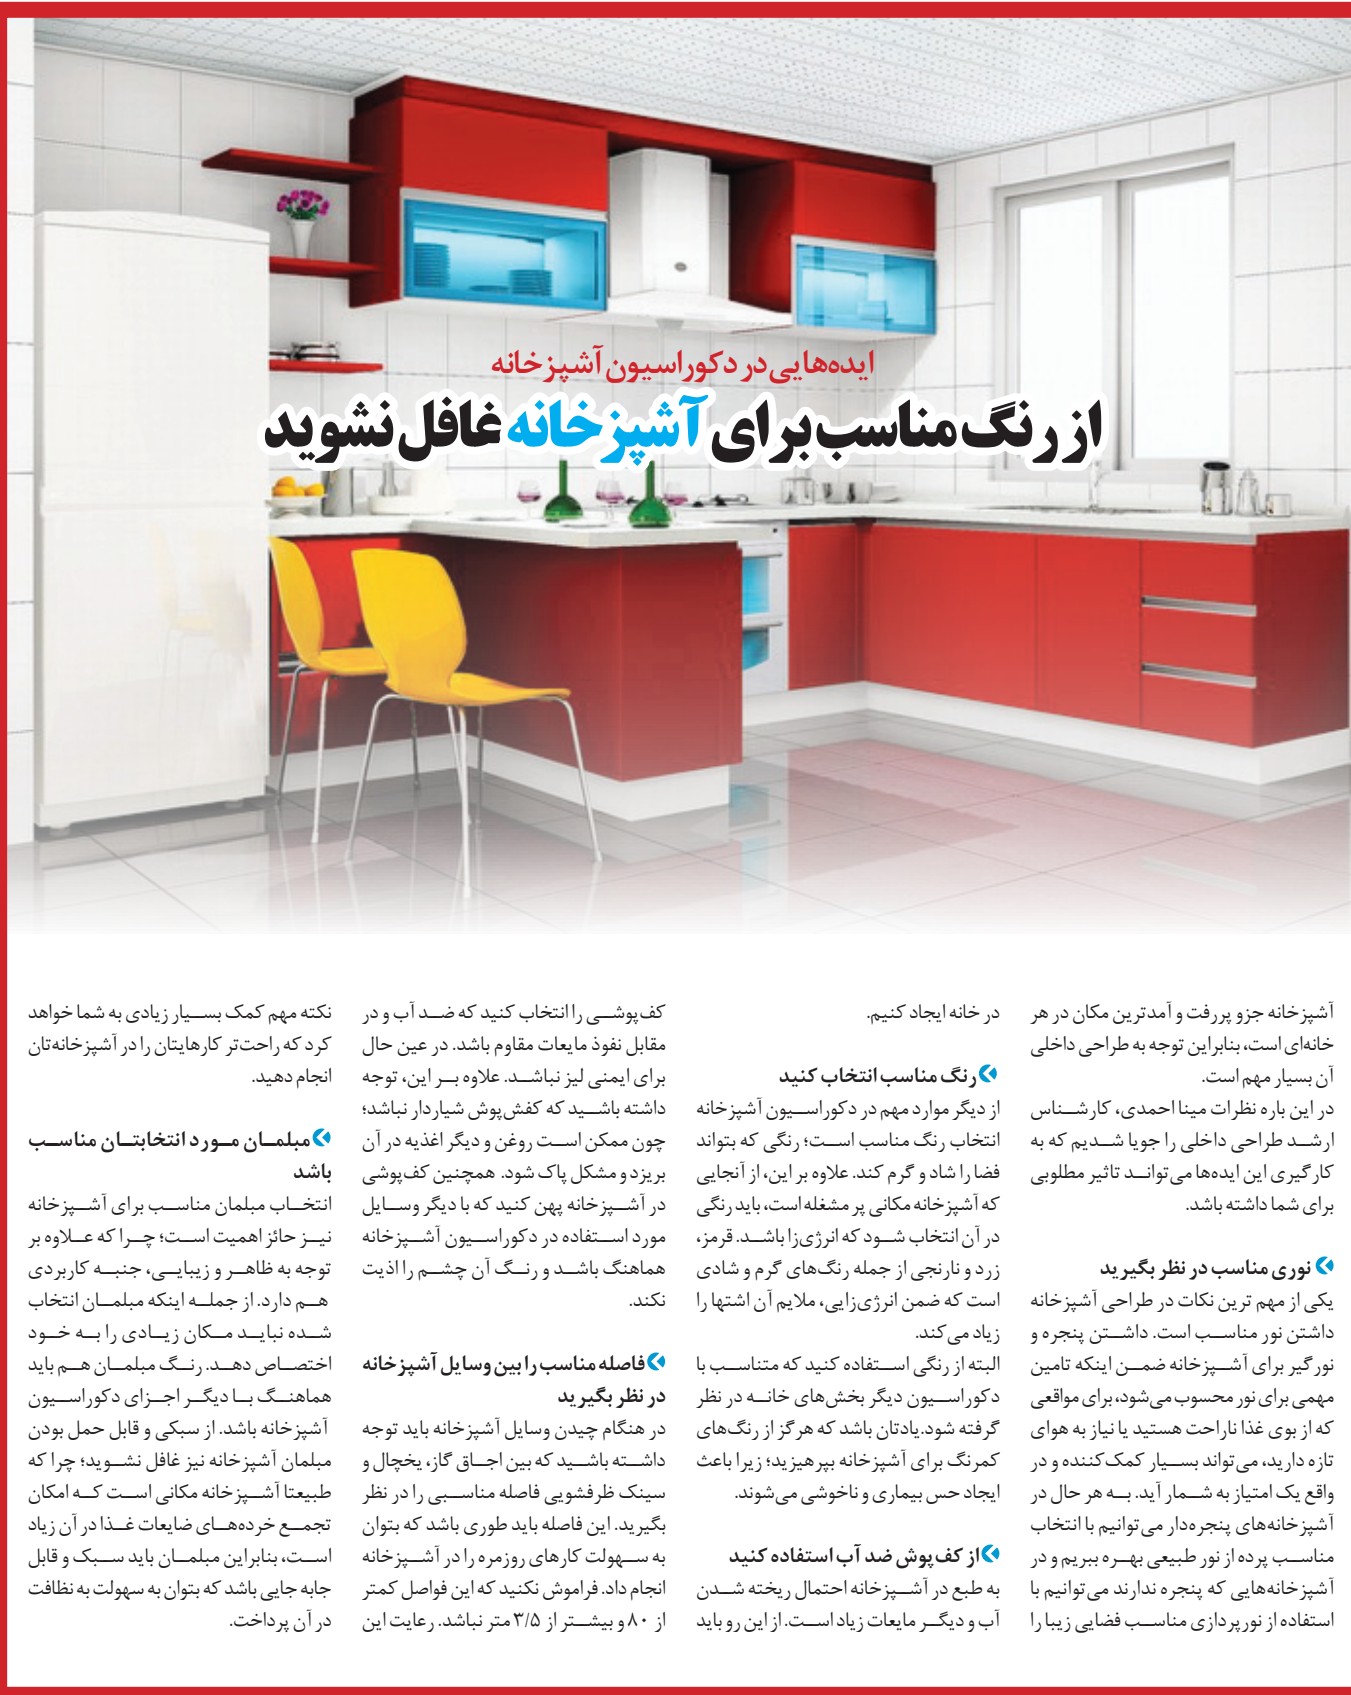 ایده‌هایی در دکوراسیون آشپزخانه
از رنگ مناسب برای آشپزخانه غافل نشوید
آشپزخانه جزو پررفت و آمدترین مکان در هر
خانه‌ای است، بنابراین توجه به طراحی داخلی
آن بسیار مهم است.
در این باره نظرات مینا احمدی، کارشناس
ارشد طراحی داخلی را جویا شدیم که به
کارگیری این ایده‌ها می‌تواند تاثیر مطلوبی
برای شما داشته باشد.
نوری مناسب در نظر بگیرید
یکی از مهم ترین نکات در طراحی آشپزخانه
داشتن نور مناسب است. داشتن پنجره و
نورگیر برای آشپزخانه ضمن اینکه تامین
مهمی برای نور محسوب می‌شود، برای مواقعی
که از بوی غذا ناراحت هستید یا نیاز به هوای
تازه دارید، می‌تواند بسیار کمک‌کننده و در
واقع یک امتیاز به شمار آید. به هر حال در
آشپزخانه‌های پنجره‌دار می‌توانیم با انتخاب
مناسب پرده از نور طبیعی بهره ببریم و در
آشپزخانه‌هایی که پنجره ندارند می‌توانیم با
استفاده از نورپردازی مناسب فضایی زیبا را
در خانه ایجاد کنیم.
رنگ مناسب انتخاب کنید
از دیگر موارد مهم در دکوراسیون آشپزخانه
انتخاب رنگ مناسب است؛ رنگی که بتواند
فضا را شاد و گرم کند. علاوه بر این، از آنجایی
که آشپزخانه مکانی پر مشغله است، باید رنگی
در آن انتخاب شود که انرژی‌زا باشد. قرمز،
زرد و نارنجی از جمله رنگ‌های گرم و شادی
است که ضمن انرژی‌زایی، ملایم آن اشتها را
زیاد می‌کند.
البته از رنگی استفاده کنید که متناسب با
دکوراسیون دیگر بخش‌های خانه در نظر
گرفته شود.یادتان باشد که هرگز از رنگ‌های
کمرنگ برای آشپزخانه بپرهیزید؛ زیرا باعث
ایجاد حس بیماری و ناخوشی می‌شوند.
از کف‌پوش ضد آب استفاده کنید
به طبع در آشپزخانه احتمال ریخته شدن
آب و دیگر مایعات زیاد است. از این رو باید
کف‌پوشی را انتخاب کنید که ضد آب و در
مقابل نفوذ مایعات مقاوم باشد. در عین حال
برای ایمنی لیز نباشد. علاوه بر این، توجه
داشته باشید که کفش‌پوش شیاردار نباشد؛
چون ممکن است روغن و دیگر اغذیه در آن
بریزد و مشکل پاک شود. همچنین کف‌پوشی
در آشپزخانه پهن کنید که با دیگر وسایل
مورد استفاده در دکوراسیون آشپزخانه
هماهنگ باشد و رنگ آن چشم را اذیت
نکند.
فاصله مناسب را بین وسایل آشپزخانه
در نظر بگیرید
در هنگام چیدن وسایل آشپزخانه باید توجه
داشته باشید که بین اجاق گاز، یخچال و
سینک ظرفشویی فاصله مناسبی را در نظر
بگیرید. این فاصله باید طوری باشد که بتوان
به سهولت کارهای روزمره را در آشپزخانه
انجام داد. فراموش نکنید که این فواصل کمتر
از ۸۰ و بیشتر از ۳/۵ متر نباشد. رعایت این
نکته مهم کمک بسیار زیادی به شما خواهد
کرد که راحت‌تر کارهایتان را در آشپزخانه‌تان
انجام دهید.
مبلمان مورد انتخابتان مناسب
باشد
انتخاب مبلمان مناسب برای آشپزخانه
نیز حائز اهمیت است؛ چرا که علاوه بر
توجه به ظاهر و زیبایی، جنبه کاربردی
هم دارد. از جمله اینکه مبلمان انتخاب
شده نباید مکان زیادی را به خود
اختصاص دهد. رنگ مبلمان هم باید
هماهنگ با دیگر اجزای دکوراسیون
آشپزخانه باشد. از سبکی و قابل حمل بودن
مبلمان آشپزخانه نیز غافل نشوید؛ چرا که
طبیعتا آشپزخانه مکانی است که امکان
تجمع خرده‌های ضایعات غذا در آن زیاد
است، بنابراین مبلمان باید سبک و قابل
جابه جایی باشد که بتوان به سهولت به نظافت
در آن پرداخت.